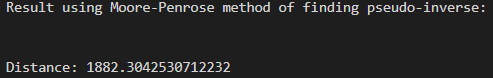 Result using Moore-Penrose method of finding pseudo-inverse:
Distance: 1882.3042530712232